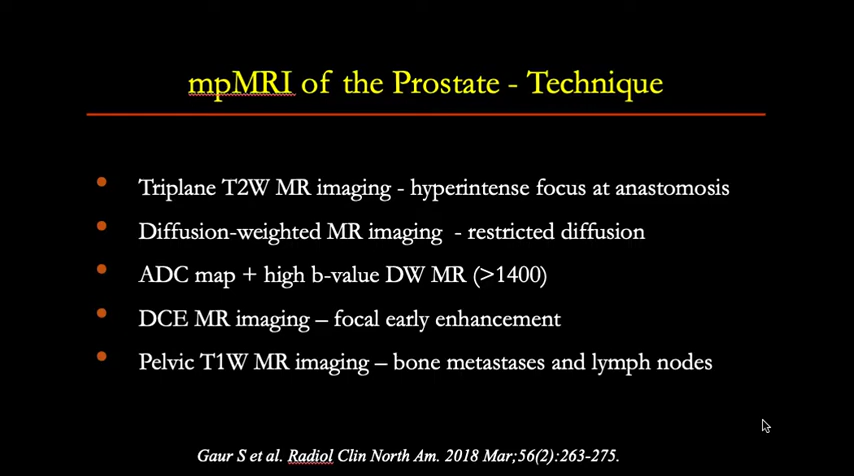 mpMRI of the Prostate - Technique
• Triplane T2W MR imaging - hyperintense focus at anastomosis
• Diffusion-weighted MR imaging - restricted diffusion
• ADC map + high b-value DW MR (>1400)
• DCE MR imaging – focal early enhancement
• Pelvic T1W MR imaging – bone metastases and lymph nodes
Gaur S et al. Radiol Clin North Am. 2018 Mar;56(2):263-275.